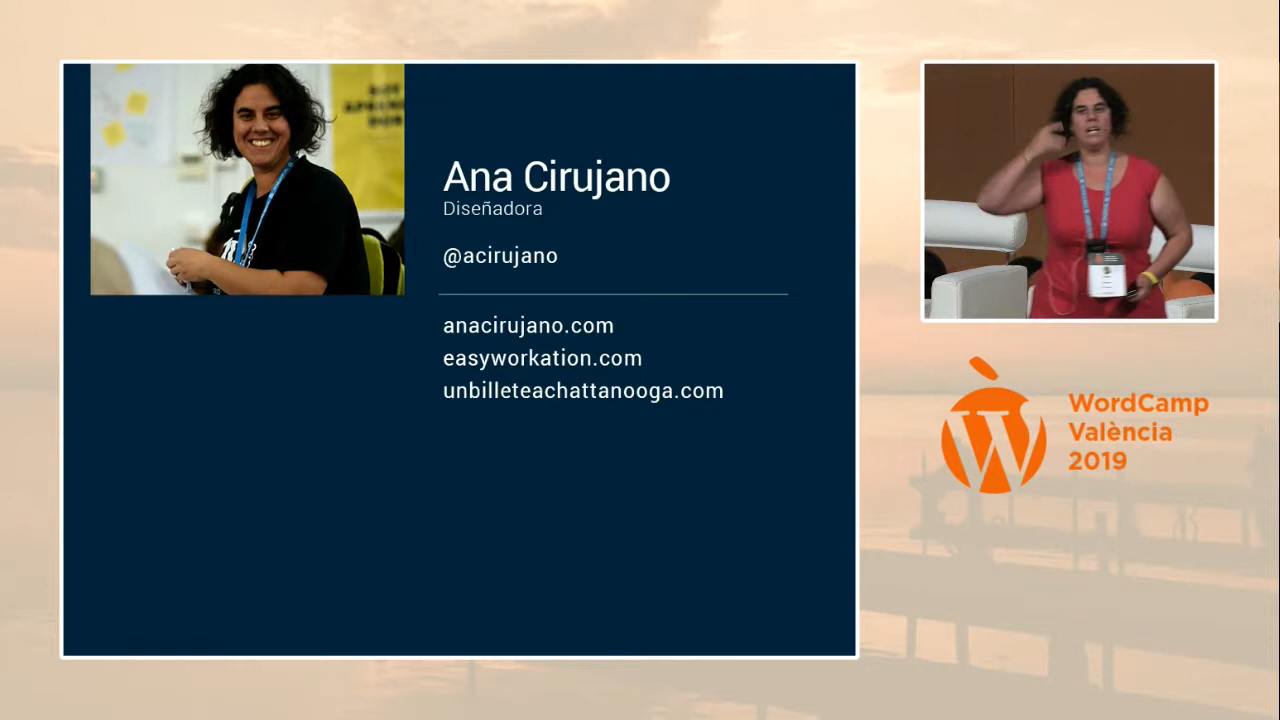 Ana Cirujano
Diseñadora
@acirujano
anacirujano.com
easyworkation.com
unbilleteachattanooga.com
WordCamp
València
2019